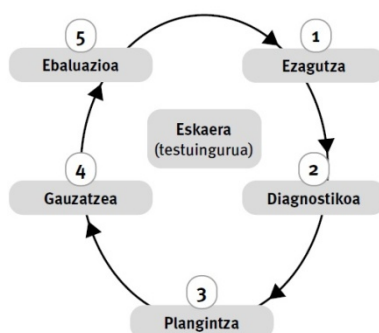 1
Ezagutza
2
Diagnostikoa
3
Plangintza
4
Gauzatzea
5
Ebaluazioa
Eskaera
(testuingurua)